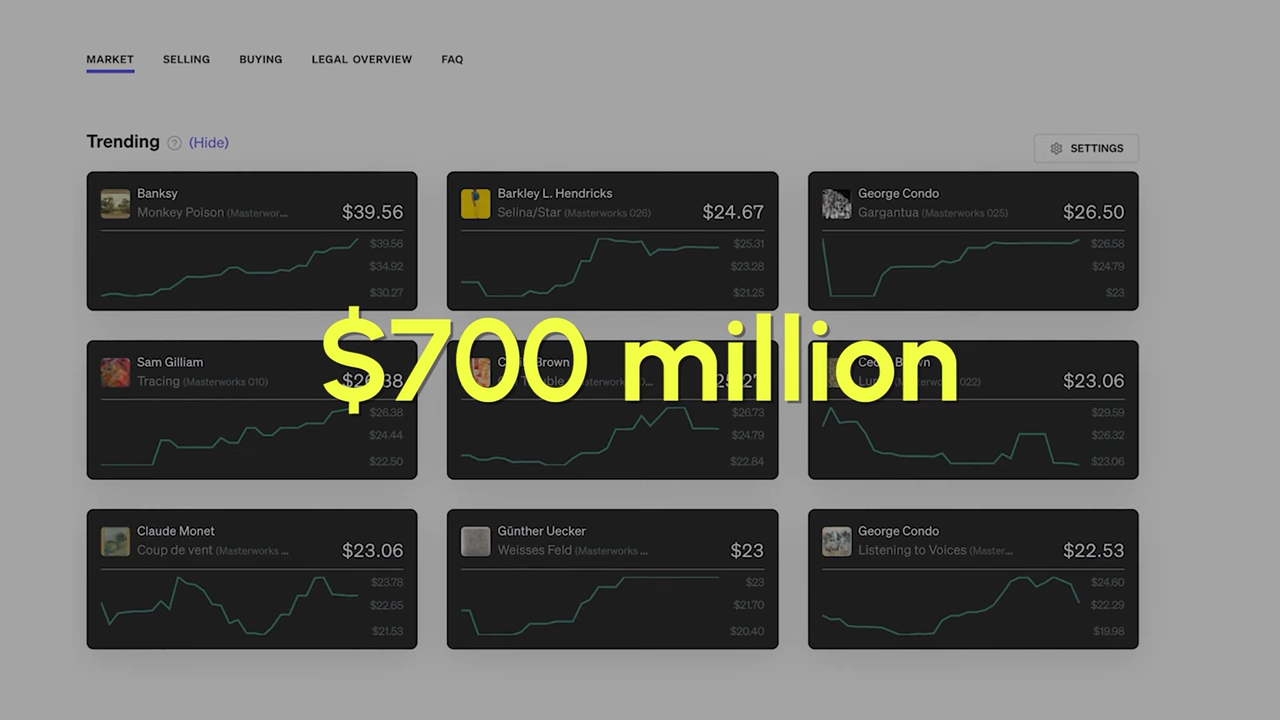 MARKET SELLING BUYING LEGAL OVERVIEW FAQ
Trending ? (Hide)
SETTINGS
Banksy
Monkey Poison (Masterwor... $39.56
$39.56
$34.92
$30.27
Barkley L. Hendricks
Selina/Star (Masterworks 026) $24.67
$25.31
$23.28
$21.25
George Condo
Gargantua (Masterworks 025) $26.50
$26.58
$24.79
$23
$700 million
Sam Gilliam
Tracing (Masterworks 010) $26.38
$26.38
$24.44
$22.50
Brown
$26.73
$24.79
$22.84
022) $23.06
$29.59
$26.32
$23.06
Claude Monet
Coup de vent (Masterworks ... $23.06
$23.78
$22.65
$21.53
Günther Uecker
Weisses Feld (Masterworks ... $23
$23
$21.70
$20.40
George Condo
Listening to Voices (Master... $22.53
$24.60
$22.29
$19.98